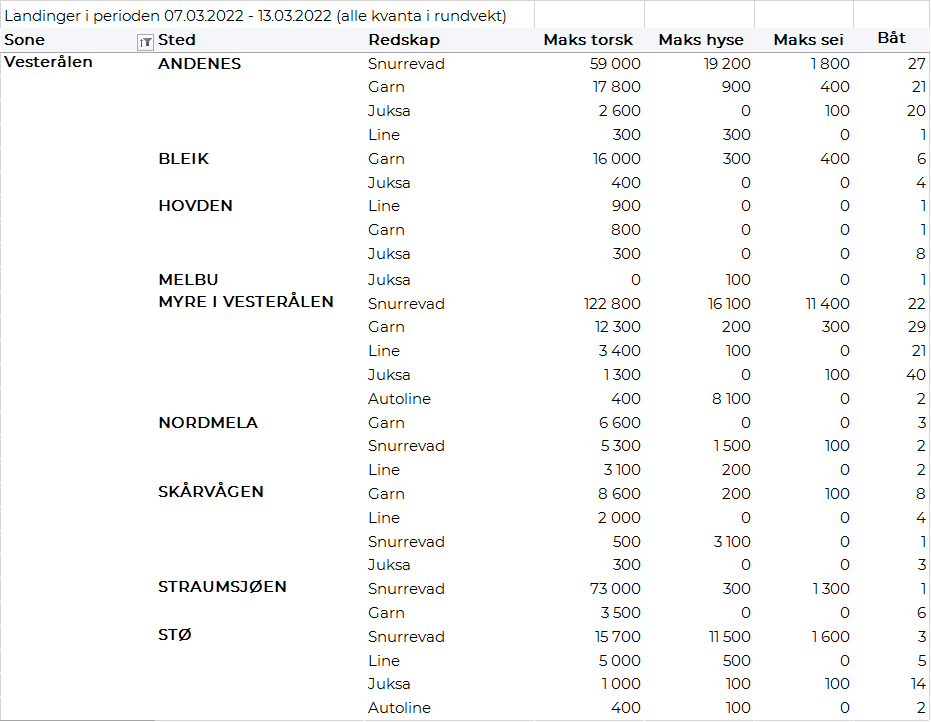 Landinger i perioden 07.03.2022 - 13.03.2022 (alle kvanta i rundvekt)
Sone Sted Redskap Maks torsk Maks hyse Maks sei Båt
Vesterålen ANDENES Snurrevad 59 000 19 200 1 800 27
Garn 17 800 900 400 21
Juksa 2 600 0 100 20
Line 300 300 0 1
BLEIK Garn 16 000 300 400 6
Juksa 400 0 0 4
HOVDEN Line 900 0 0 1
Garn 800 0 0 1
Juksa 300 0 0 8
MELBU Juksa 0 100 0 1
MYRE I VESTERÅLEN Snurrevad 122 800 16 100 11 400 22
Garn 12 300 200 300 29
Line 3 400 100 0 21
Juksa 1 300 0 100 40
Autoline 400 8 100 0 2
NORDMELA Garn 6 600 0 0 3
Snurrevad 5 300 1 500 100 2
Line 3 100 200 0 2
SKÅRVÅGEN Garn 8 600 200 100 8
Line 2 000 0 0 4
Snurrevad 500 3 100 0 1
Juksa 300 0 0 3
STRAUMSJØEN Snurrevad 73 000 300 1 300 1
Garn 3 500 0 0 6
STØ Snurrevad 15 700 11 500 1 600 3
Line 5 000 500 0 5
Juksa 1 000 100 100 14
Autoline 400 100 0 2